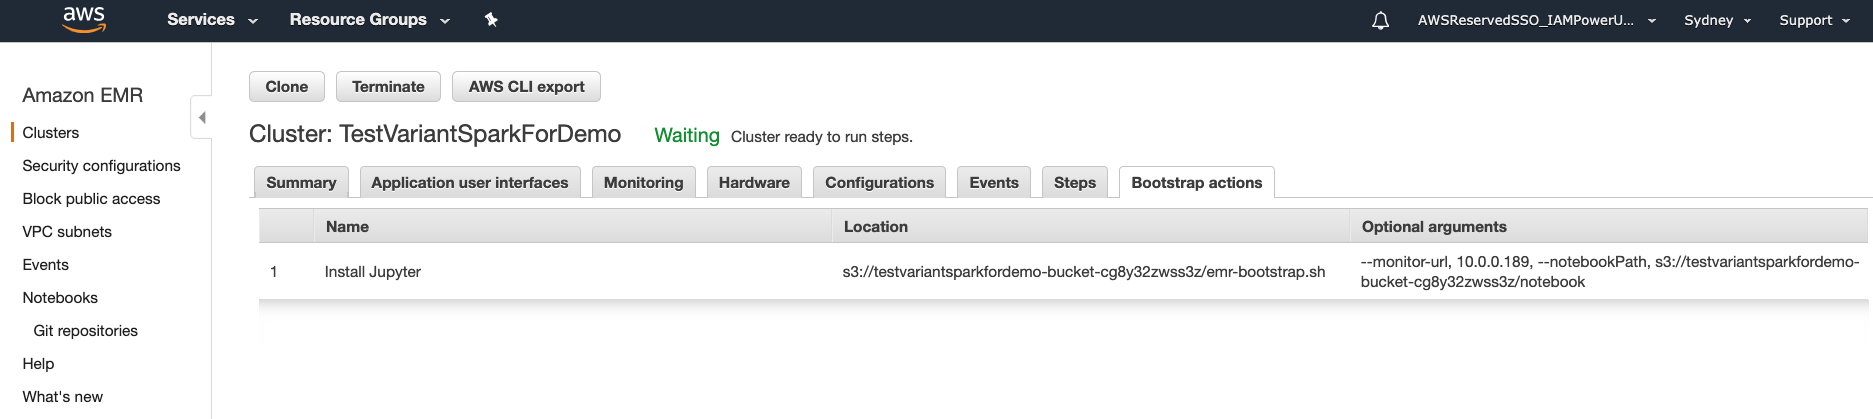 aws Services Resource Groups AWSReservedSSO_IAMPowerU... Sydney Support
Amazon EMR
Clusters
Security configurations
Block public access
VPC subnets
Events
Notebooks
Git repositories
Help
What's new
Clone Terminate AWS CLI export
Cluster: TestVariantSparkForDemo Waiting Cluster ready to run steps.
Summary Application user interfaces Monitoring Hardware Configurations Events Steps Bootstrap actions
Name Location Optional arguments
1 Install Jupyter s3://testvariantsparkfordemo-bucket-cg8y32zwss3z/emr-bootstrap.sh --monitor-url, 10.0.0.189, --notebookPath, s3://testvariantsparkfordemo-
bucket-cg8y32zwss3z/notebook